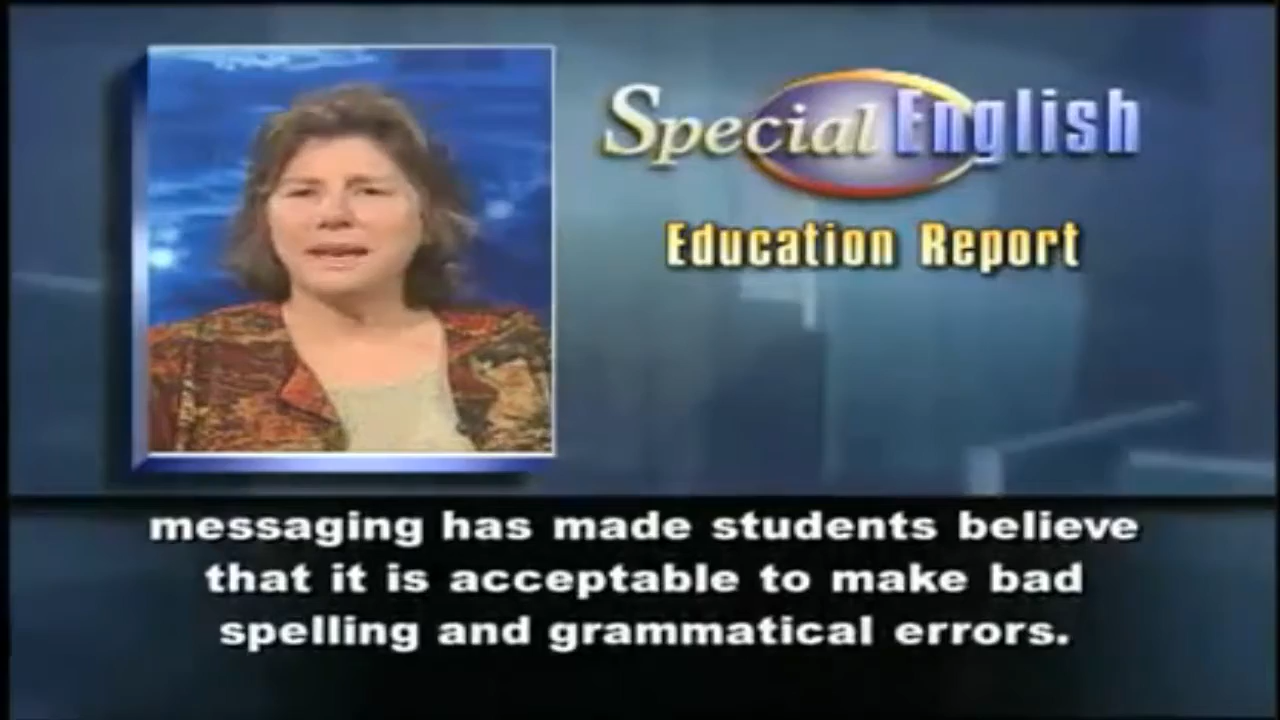 Special English
Education Report
messaging has made students believe
that it is acceptable to make bad
spelling and grammatical errors.